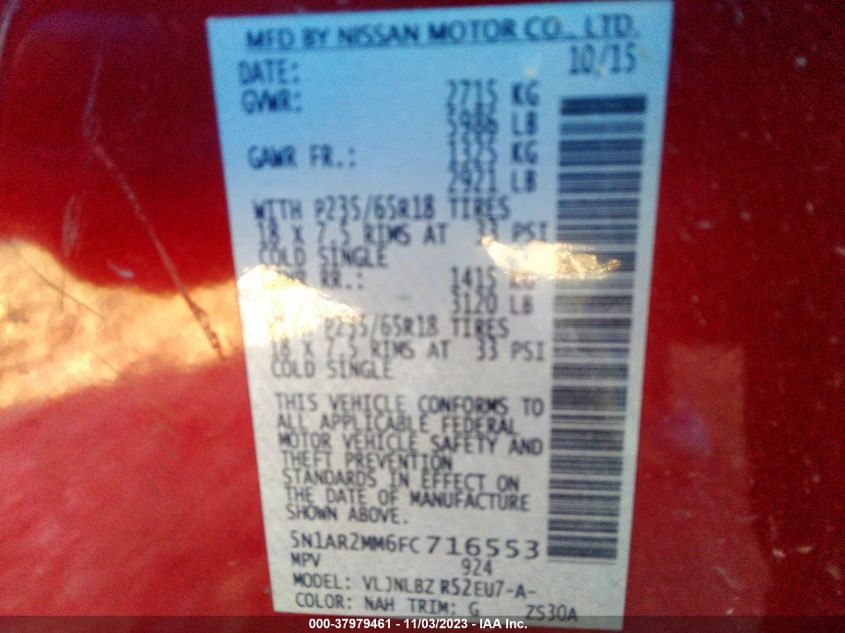 MFD BY NISSAN MOTOR CO., LTD.
DATE: 10/15
GVWR: 2715 KG
5986 LB
GAWR FR.: 1325 KG
2921 LB
WITH P235/65R18 TIRES
18 X 7.5 RIMS AT 33 PSI
COLD SINGLE
RR.: 1415 KG
3120 LB
P235/65R18 TIRES
18 X 7.5 RIMS AT 33 PSI
COLD SINGLE
THIS VEHICLE CONFORMS TO
ALL APPLICABLE FEDERAL
MOTOR VEHICLE SAFETY AND
THEFT PREVENTION
STANDARDS IN EFFECT ON
THE DATE OF MANUFACTURE
SHOWN ABOVE.
5N1AR2MM6FC716553
MPV 924
MODEL: VLJNLBZ R52EU7-A-
COLOR: NAH TRIM: G ZS30A
000-37979461 - 11/03/2023 - IAA Inc.